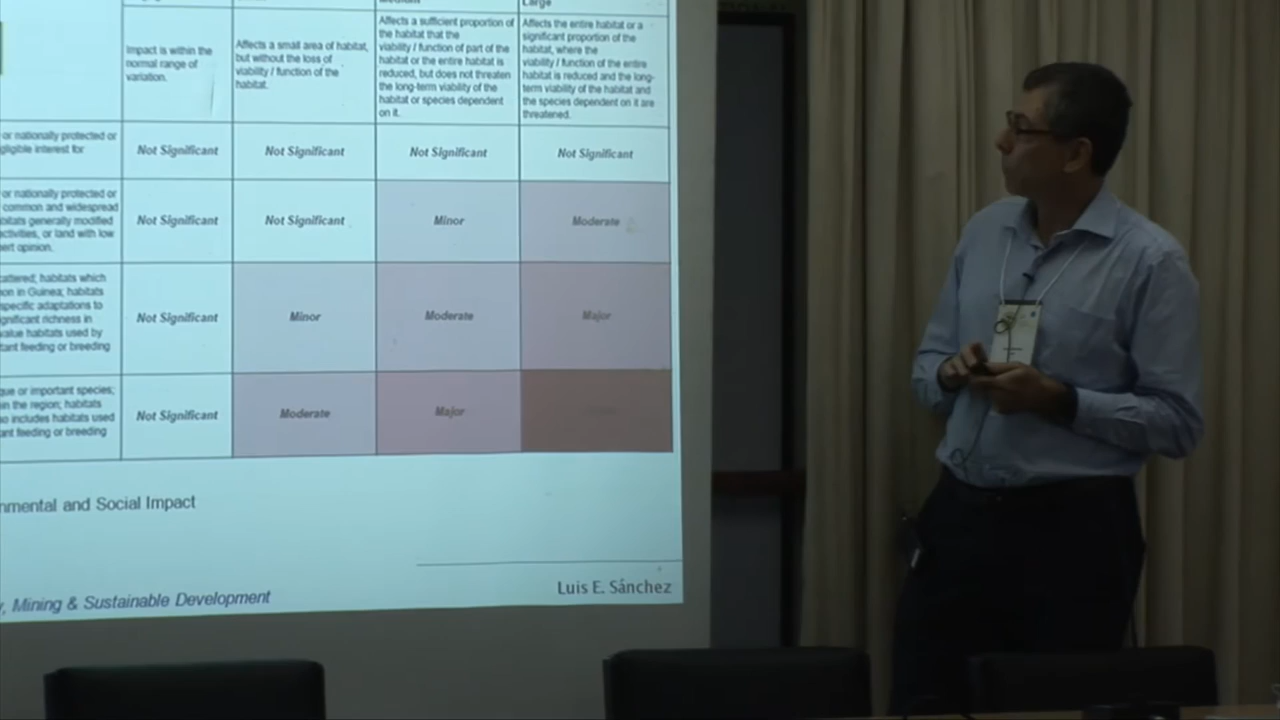 Large
Impact is within the
normal range of
variation.
Affects a small area of habitat,
but without the loss of
viability / function of the
habitat.
Affects a sufficient proportion of
the habitat that the
viability / function of part of the
habitat or the entire habitat is
reduced, but does not threaten
the long-term viability of the
habitat or species dependent
on it.
Affects the entire habitat or a
significant proportion of the
habitat, where the
viability / function of the entire
habitat is reduced and the long-
term viability of the habitat and
the species dependent on it are
threatened.
or nationally protected or
gligible interest for
Not Significant
Not Significant
Not Significant
Not Significant
or nationally protected or
common and widespread
bitats generally modified
activities, or land with low
ert opinion.
Not Significant
Not Significant
Minor
Moderate
attered; habitats which
on in Guinea; habitats
specific adaptations to
gnificant richness in
value habitats used by
tant feeding or breeding
Not Significant
Minor
Moderate
Major
que or important species;
in the region; habitats
o includes habitats used
ant feeding or breeding
Not Significant
Moderate
Major
nmental and Social Impact
, Mining & Sustainable Development
Luis E. Sánchez